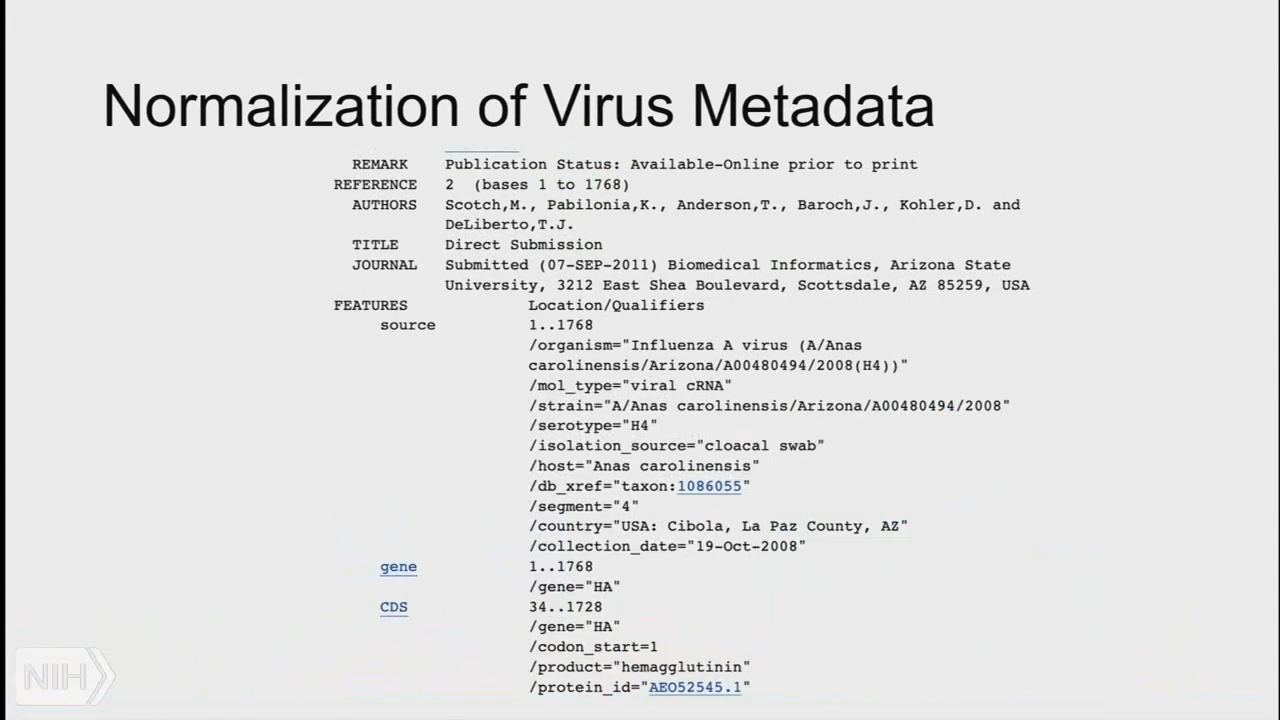 Normalization of Virus Metadata
REMARK Publication Status: Available-Online prior to print
REFERENCE 2 (bases 1 to 1768)
AUTHORS Scotch,M., Pabilonia,K., Anderson,T., Baroch,J., Kohler,D. and
DeLiberto,T.J.
TITLE Direct Submission
JOURNAL Submitted (07-SEP-2011) Biomedical Informatics, Arizona State
University, 3212 East Shea Boulevard, Scottsdale, AZ 85259, USA
FEATURES Location/Qualifiers
source 1..1768
/organism="Influenza A virus (A/Anas
carolinensis/Arizona/A00480494/2008(H4))"
/mol_type="viral cRNA"
/strain="A/Anas carolinensis/Arizona/A00480494/2008"
/serotype="H4"
/isolation_source="cloacal swab"
/host="Anas carolinensis"
/db_xref="taxon:1086055"
/segment="4"
/country="USA: Cibola, La Paz County, AZ"
/collection_date="19-Oct-2008"
gene 1..1768
/gene="HA"
CDS 34..1728
/gene="HA"
/codon_start=1
/product="hemagglutinin"
/protein_id="AEO52545.1"
NIH